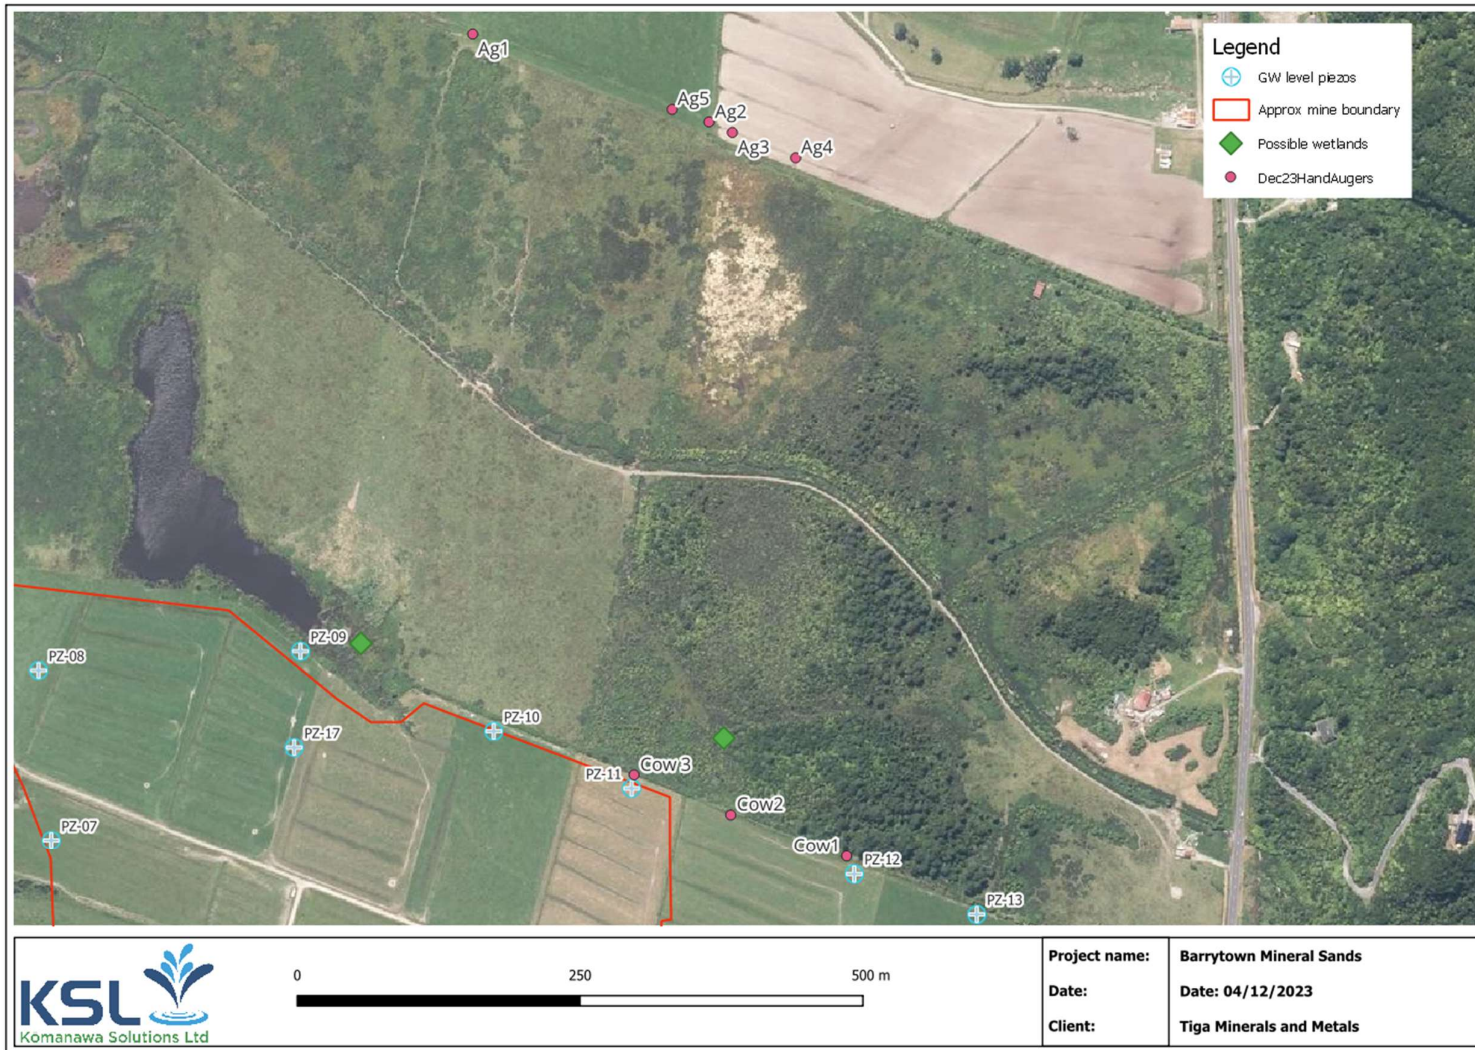 Ag1
Ag5
Ag2
Ag3
Ag4
Legend
GW level piezos
Approx mine boundary
Possible wetlands
Dec23HandAugers
PZ-09
PZ-08
PZ-10
PZ-17
Cow 3
PZ-11
Cow2
PZ-07
Cow1
PZ-12
PZ-13
KSL
Kōmanawa Solutions Ltd
0 250 500 m
Project name: Barrytown Mineral Sands
Date: Date: 04/12/2023
Client: Tiga Minerals and Metals